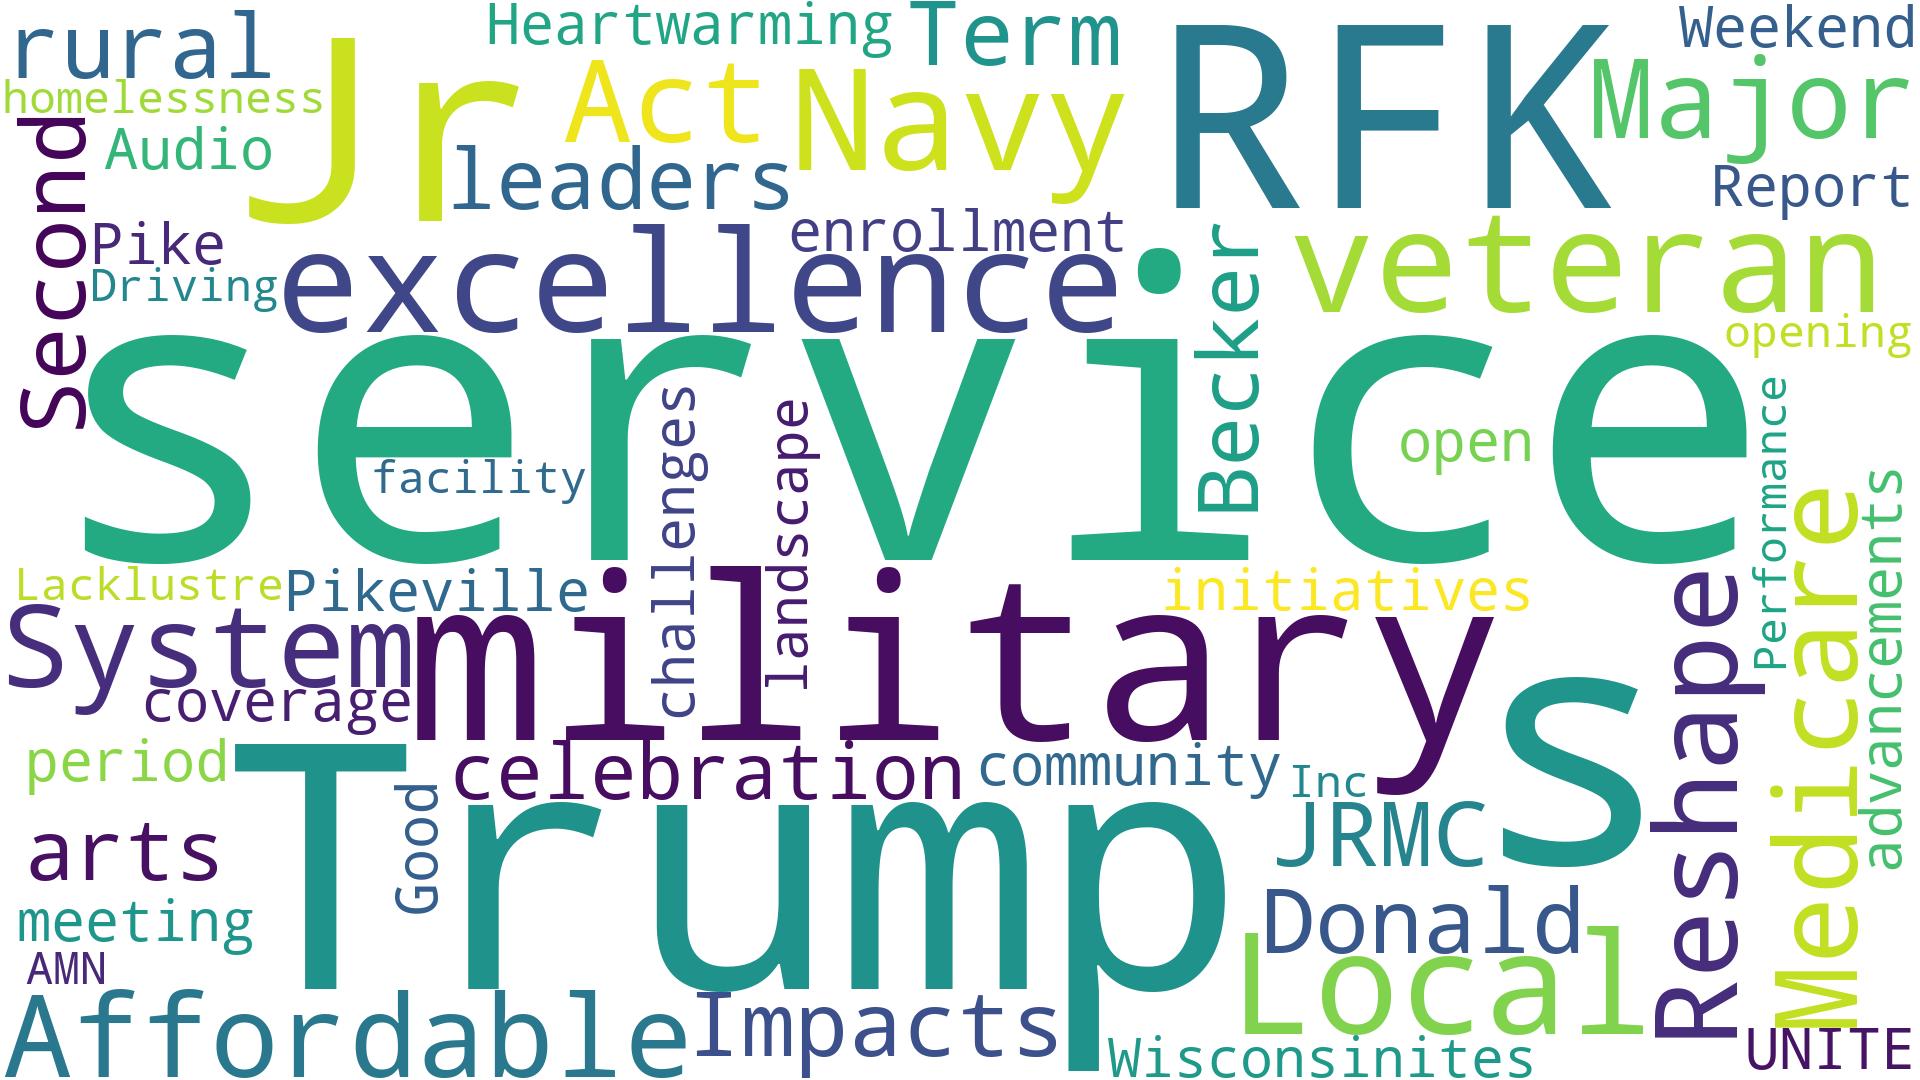 rural
Heartwarming
Term
RFK
Weekend
homelessness
Jr
Act
Navy
Major
Second
Audio
leaders
Report
Pike
Driving
excellence
enrollment
Becker
veteran
opening
service
facility
challenges
landscape
open
Performance
advancements
Lacklustre
Pikeville
initiatives
System
coverage
military
s
Reshape
Medicare
period
Trump
celebration
community
Inc
Good
JRMC
arts
meeting
AMN
Donald
Local
Affordable
Impacts
Wisconsinites
UNITE